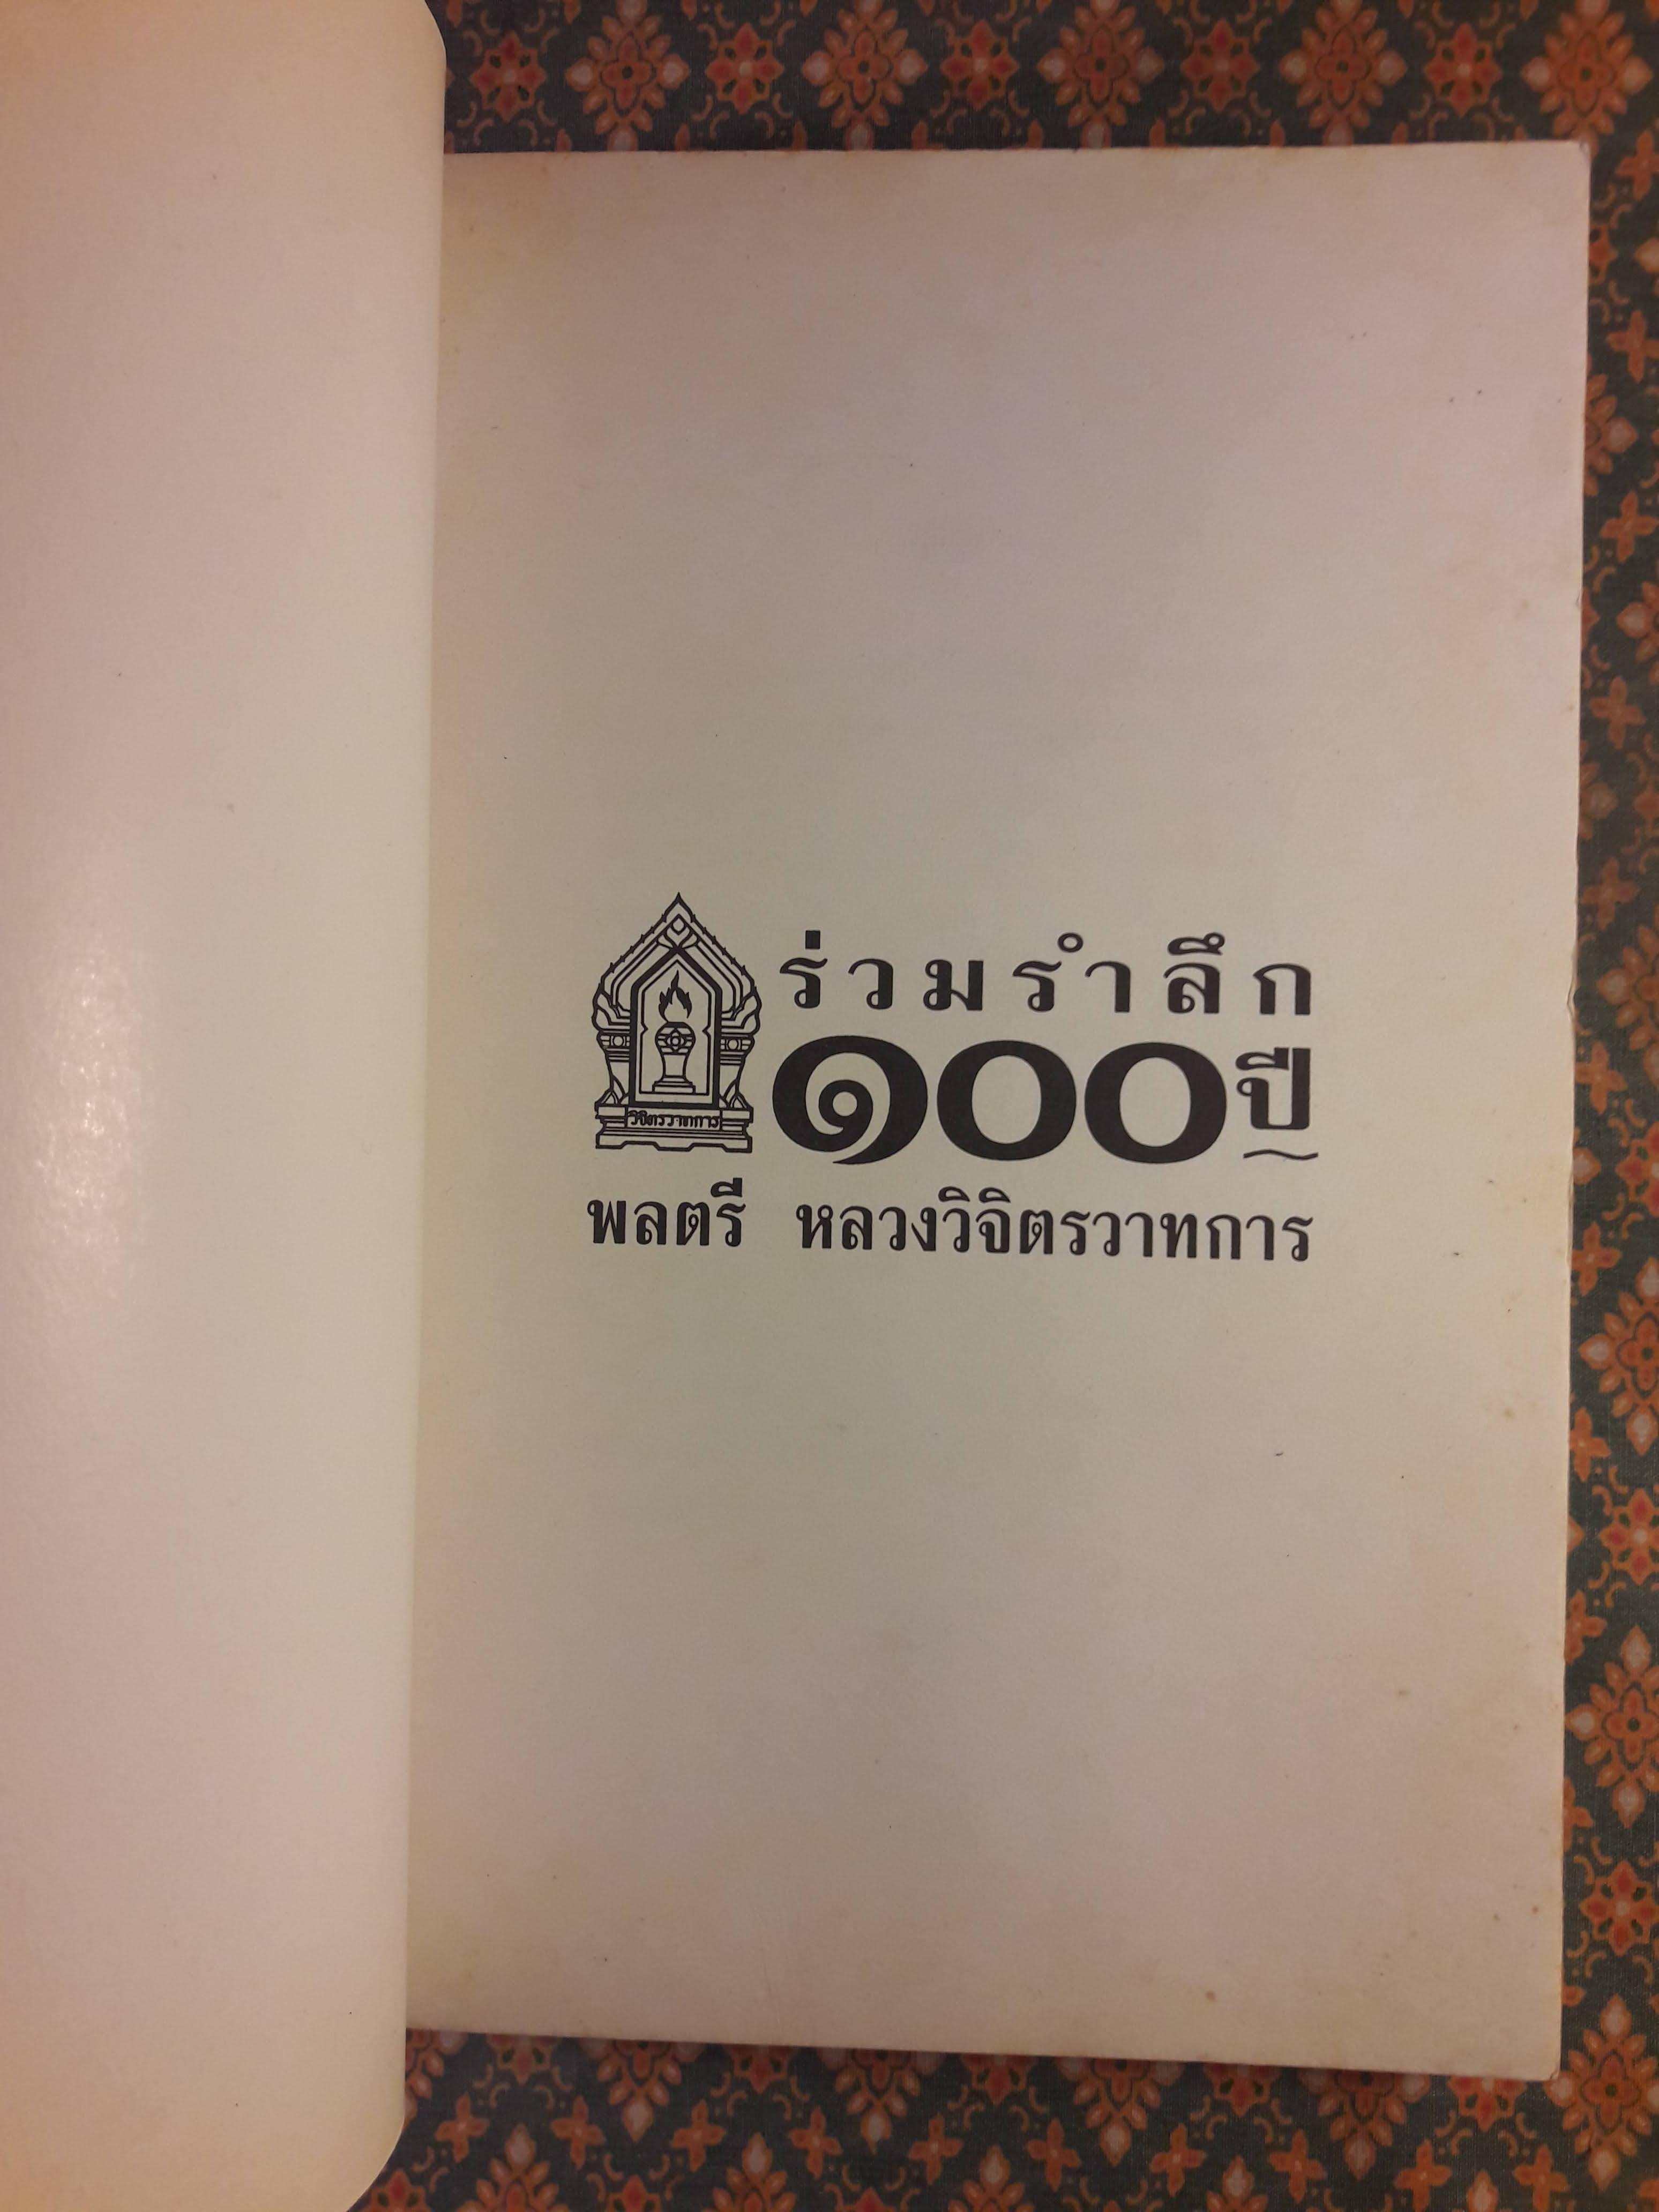 ร่วมรำลึก
๑๐๐ ปี
วิจิตรวาทการ
พลตรี หลวงวิจิตรวาทการ